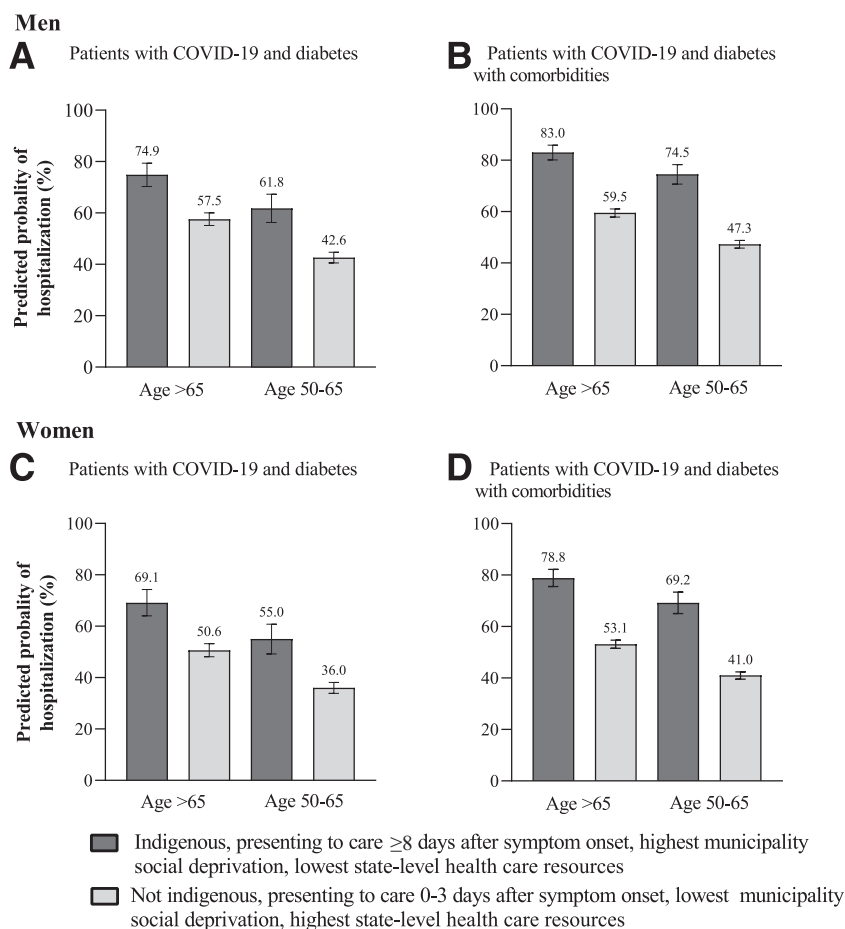 Men
A Patients with COVID-19 and diabetes
B Patients with COVID-19 and diabetes
with comorbidities
Predicted probality of
hospitalization (%)
100
80
60
40
20
0
74.9
57.5
61.8
42.6
Age >65
Age 50-65
100
80
60
40
20
0
83.0
59.5
74.5
47.3
Age >65
Age 50-65
Women
C Patients with COVID-19 and diabetes
D Patients with COVID-19 and diabetes
with comorbidities
Predicted probality of
hospitalization (%)
100
80
60
40
20
0
69.1
50.6
55.0
36.0
Age >65
Age 50-65
100
80
60
40
20
0
78.8
53.1
69.2
41.0
Age >65
Age 50-65
Indigenous, presenting to care ≥8 days after symptom onset, highest municipality
social deprivation, lowest state-level health care resources
Not indigenous, presenting to care 0-3 days after symptom onset, lowest municipality
social deprivation, highest state-level health care resources